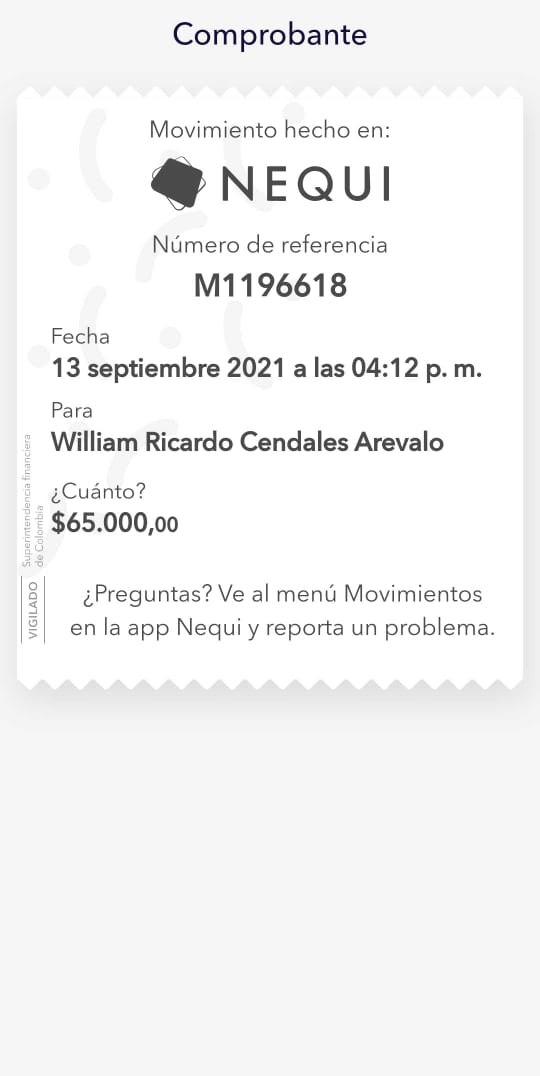 Comprobante
Movimiento hecho en:
NEQUI
Número de referencia
M1196618
Fecha
13 septiembre 2021 a las 04:12 p. m.
Para
William Ricardo Cendales Arevalo
¿Cuánto?
$65.000,00
¿Preguntas? Ve al menú Movimientos
en la app Nequi y reporta un problema.
VIGILADO
Superintendencia financiera
de Colombia